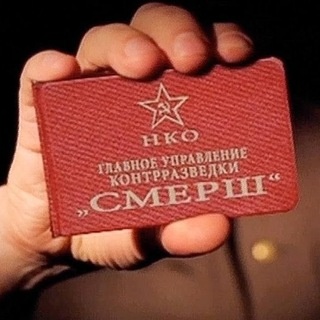 НКО
ГЛАВНОЕ УПРАВЛЕНИЕ
КОНТРРАЗВЕДКИ
„СМЕРШ“